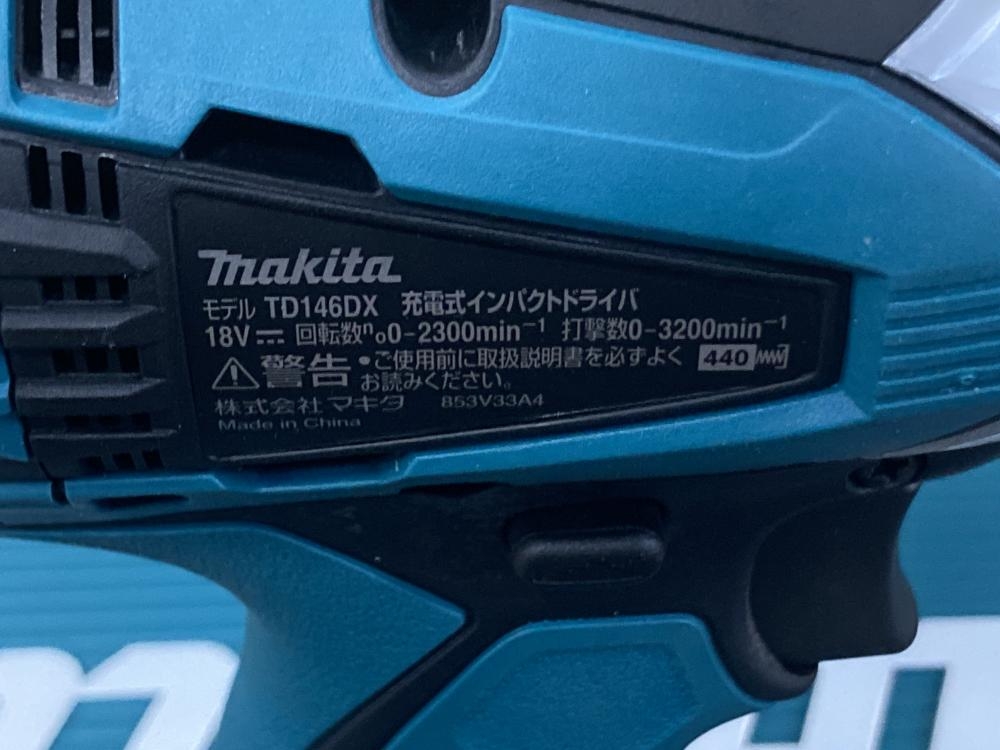 makita
モデル TD146DX 充電式インパクトドライバ
18V⎓ 回転数n₀0-2300min⁻¹ 打撃数0-3200min⁻¹
⚠警告 •ご使用前に取扱説明書を必ずよくお読みください。
440
株式会社 マキタ 853V33A4
Made in China